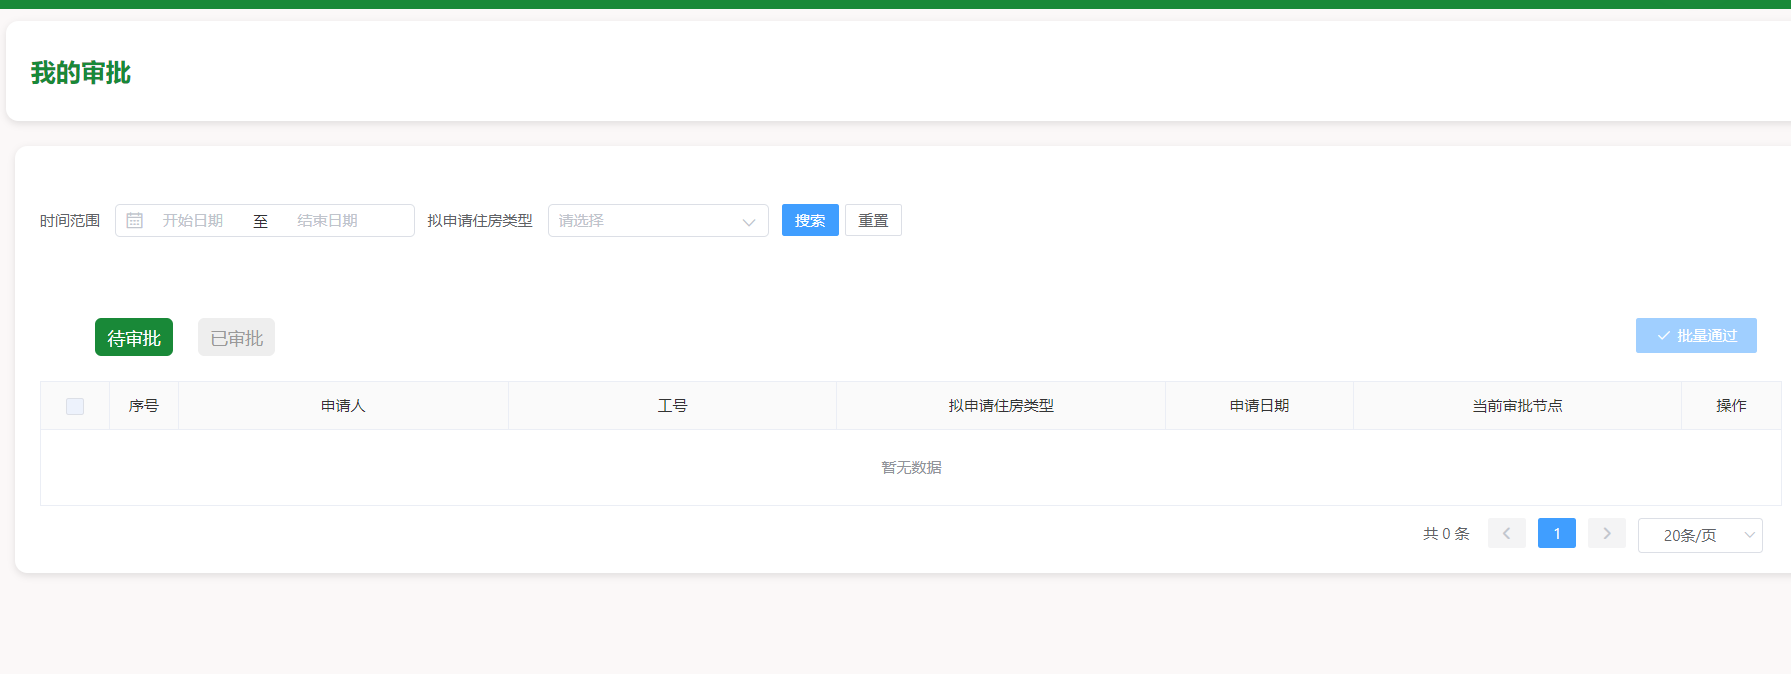 我的审批
时间范围 开始日期 至 结束日期 拟申请住房类型 请选择 搜索 重置
待审批 已审批 批量通过
序号 申请人 工号 拟申请住房类型 申请日期 当前审批节点 操作
暂无数据
共 0 条 1 20条/页